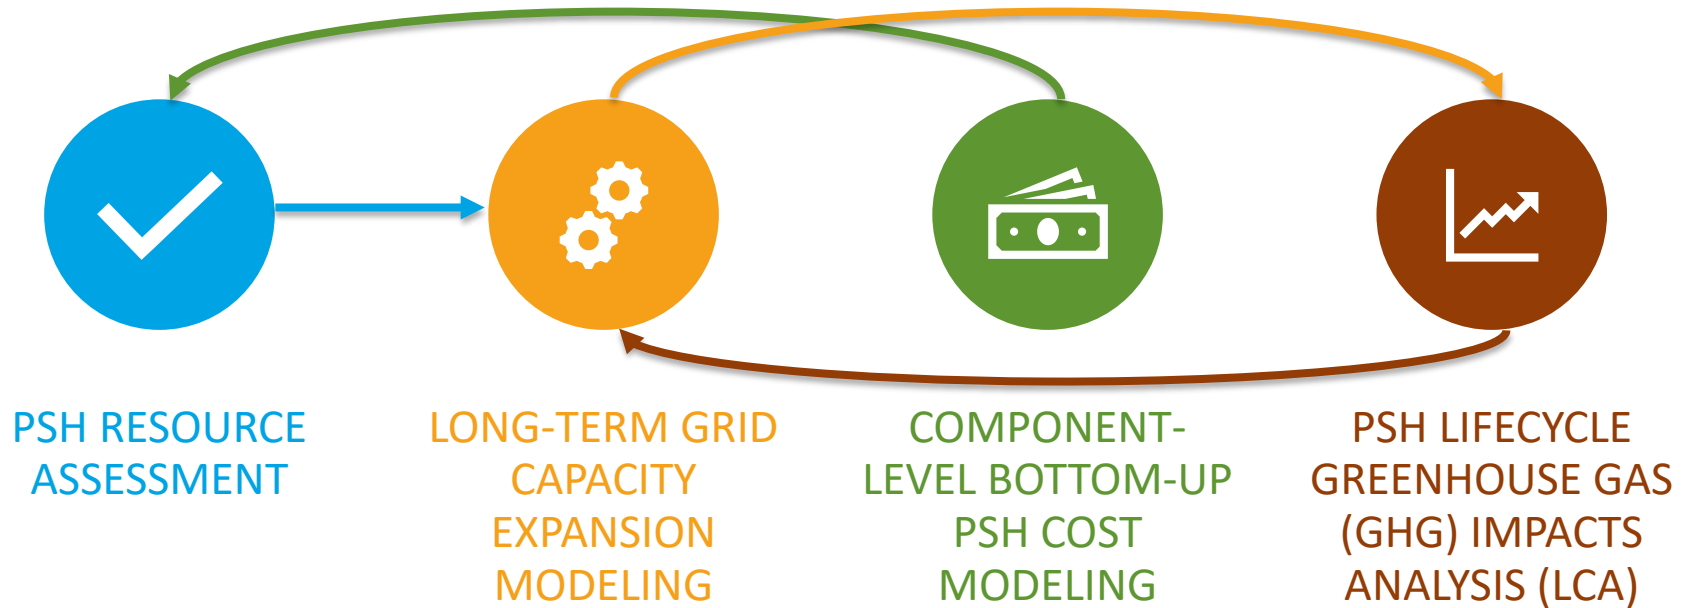 PSH RESOURCE
ASSESSMENT
LONG-TERM GRID
CAPACITY
EXPANSION
MODELING
COMPONENT-
LEVEL BOTTOM-UP
PSH COST
MODELING
PSH LIFECYCLE
GREENHOUSE GAS
(GHG) IMPACTS
ANALYSIS (LCA)